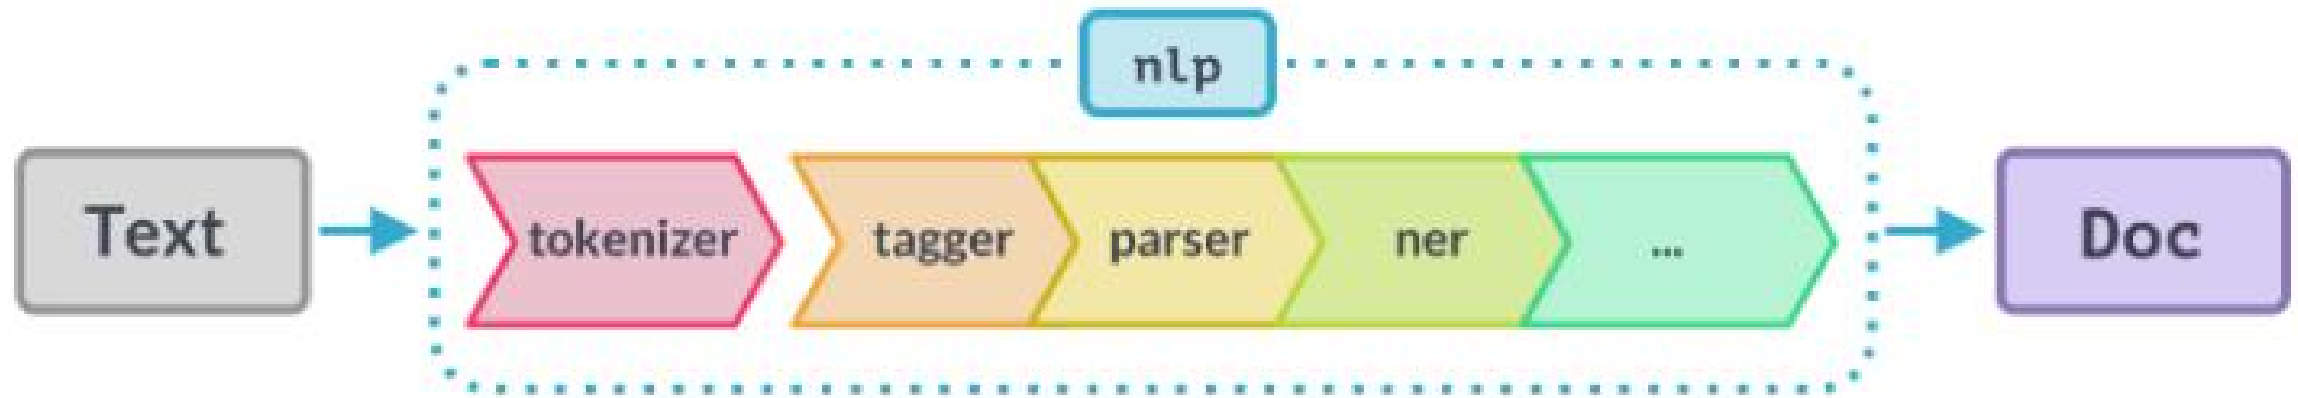 nlp
Text
tokenizer
tagger
parser
ner
...
Doc